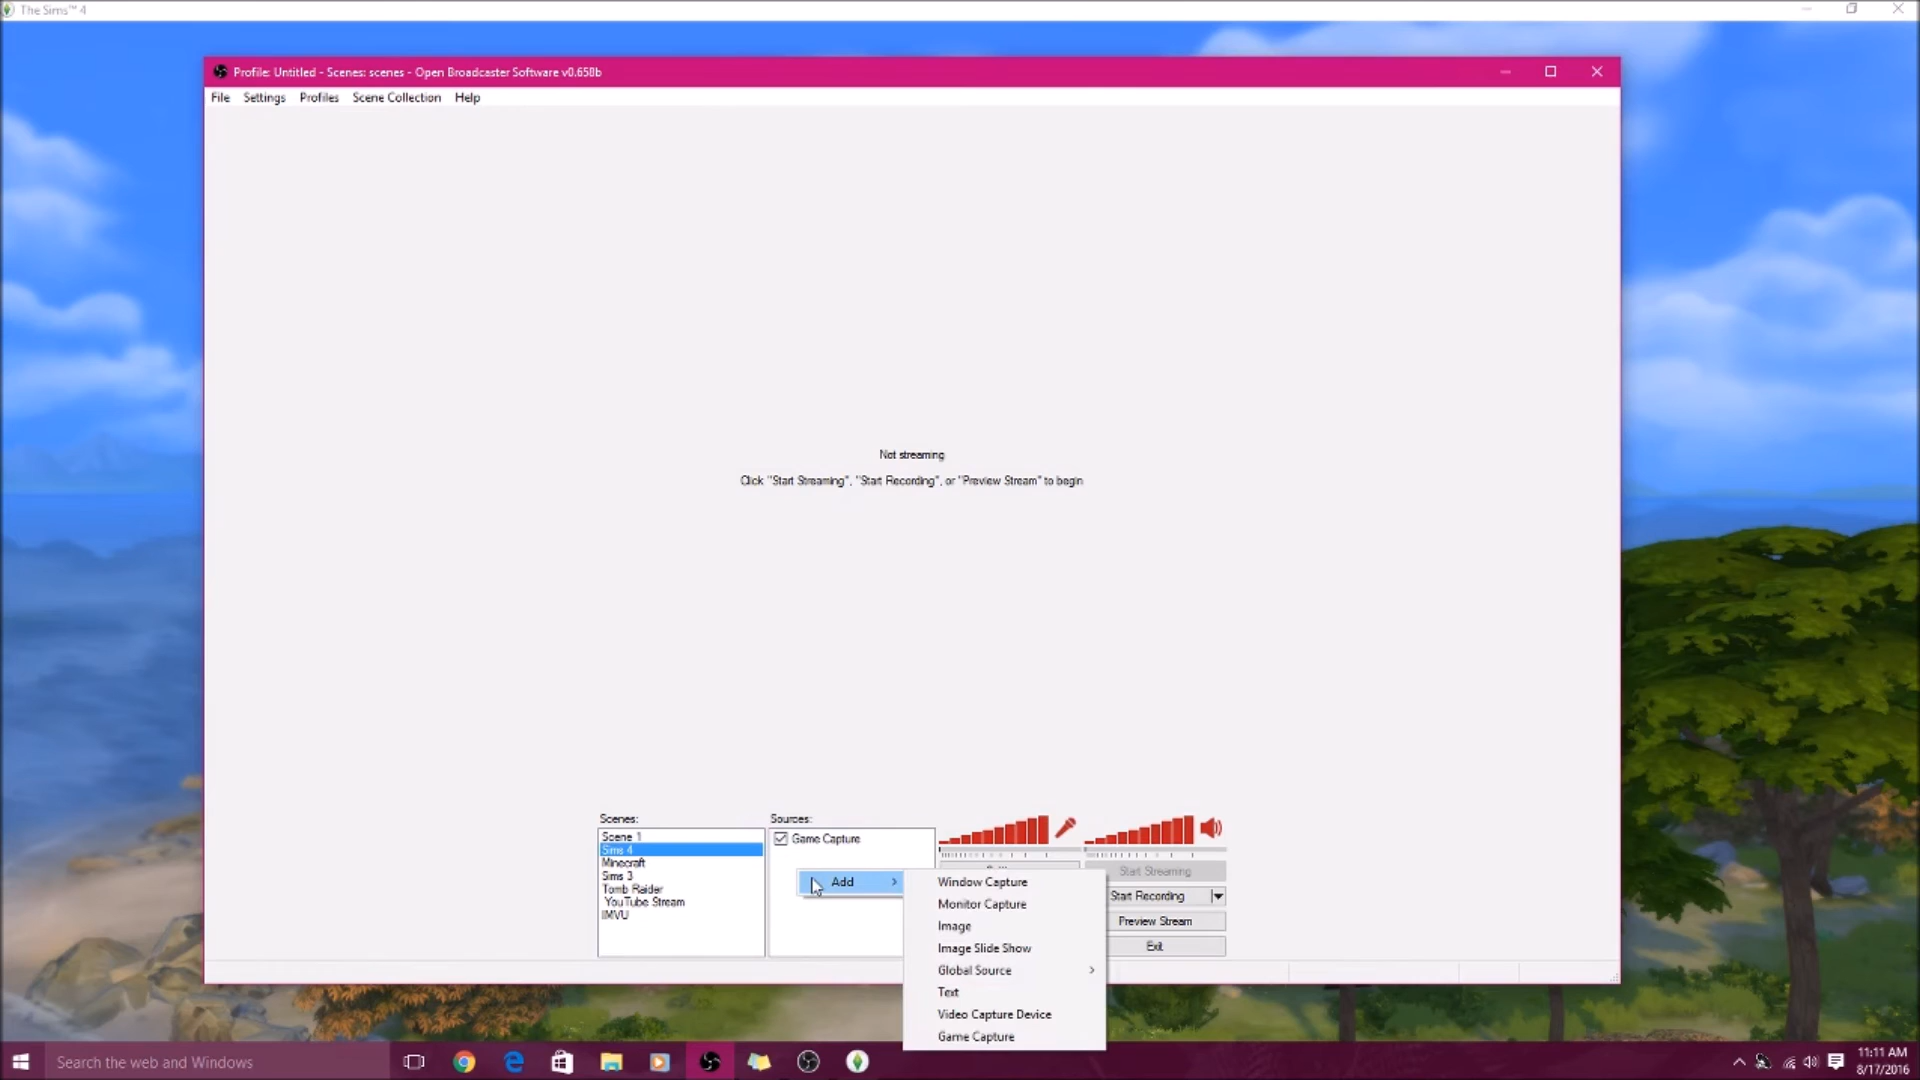 The Sims™ 4
Profile: Untitled - Scenes: scenes - Open Broadcaster Software v0.658b
File Settings Profiles Scene Collection Help
Not streaming
Click "Start Streaming", "Start Recording", or "Preview Stream" to begin
Scenes:
Scene 1
Sims 4
Minecraft
Sims 3
Tomb Raider
YouTube Stream
IMVU
Sources:
Game Capture
Add
Window Capture
Monitor Capture
Image
Image Slide Show
Global Source
Text
Video Capture Device
Game Capture
Start Streaming
Start Recording
Preview Stream
Exit
Search the web and Windows
11:11 AM
8/17/2016